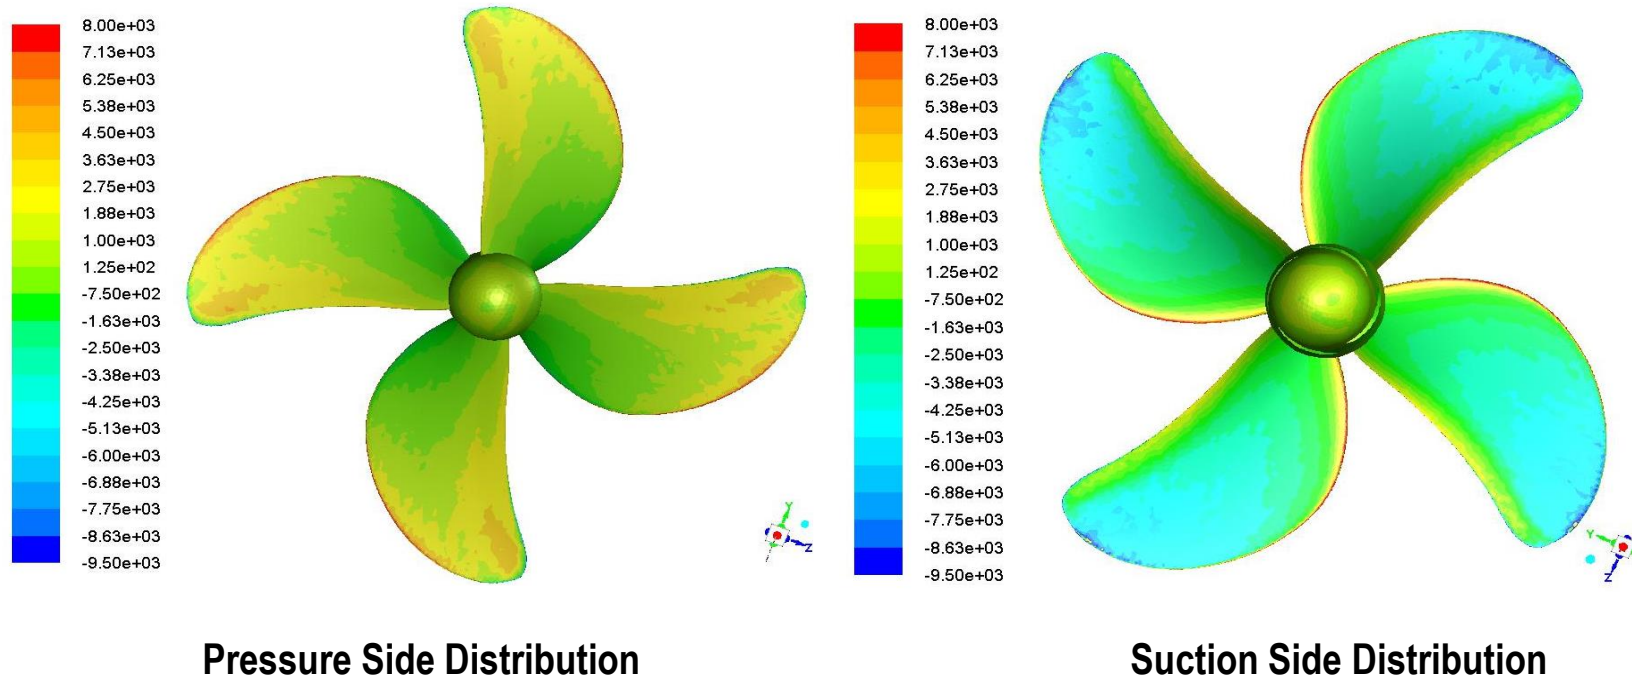 8.00e+03
7.13e+03
6.25e+03
5.38e+03
4.50e+03
3.63e+03
2.75e+03
1.88e+03
1.00e+03
1.25e+02
-7.50e+02
-1.63e+03
-2.50e+03
-3.38e+03
-4.25e+03
-5.13e+03
-6.00e+03
-6.88e+03
-7.75e+03
-8.63e+03
-9.50e+03
Y
Z
Pressure Side Distribution
8.00e+03
7.13e+03
6.25e+03
5.38e+03
4.50e+03
3.63e+03
2.75e+03
1.88e+03
1.00e+03
1.25e+02
-7.50e+02
-1.63e+03
-2.50e+03
-3.38e+03
-4.25e+03
-5.13e+03
-6.00e+03
-6.88e+03
-7.75e+03
-8.63e+03
-9.50e+03
Y
Z
Suction Side Distribution